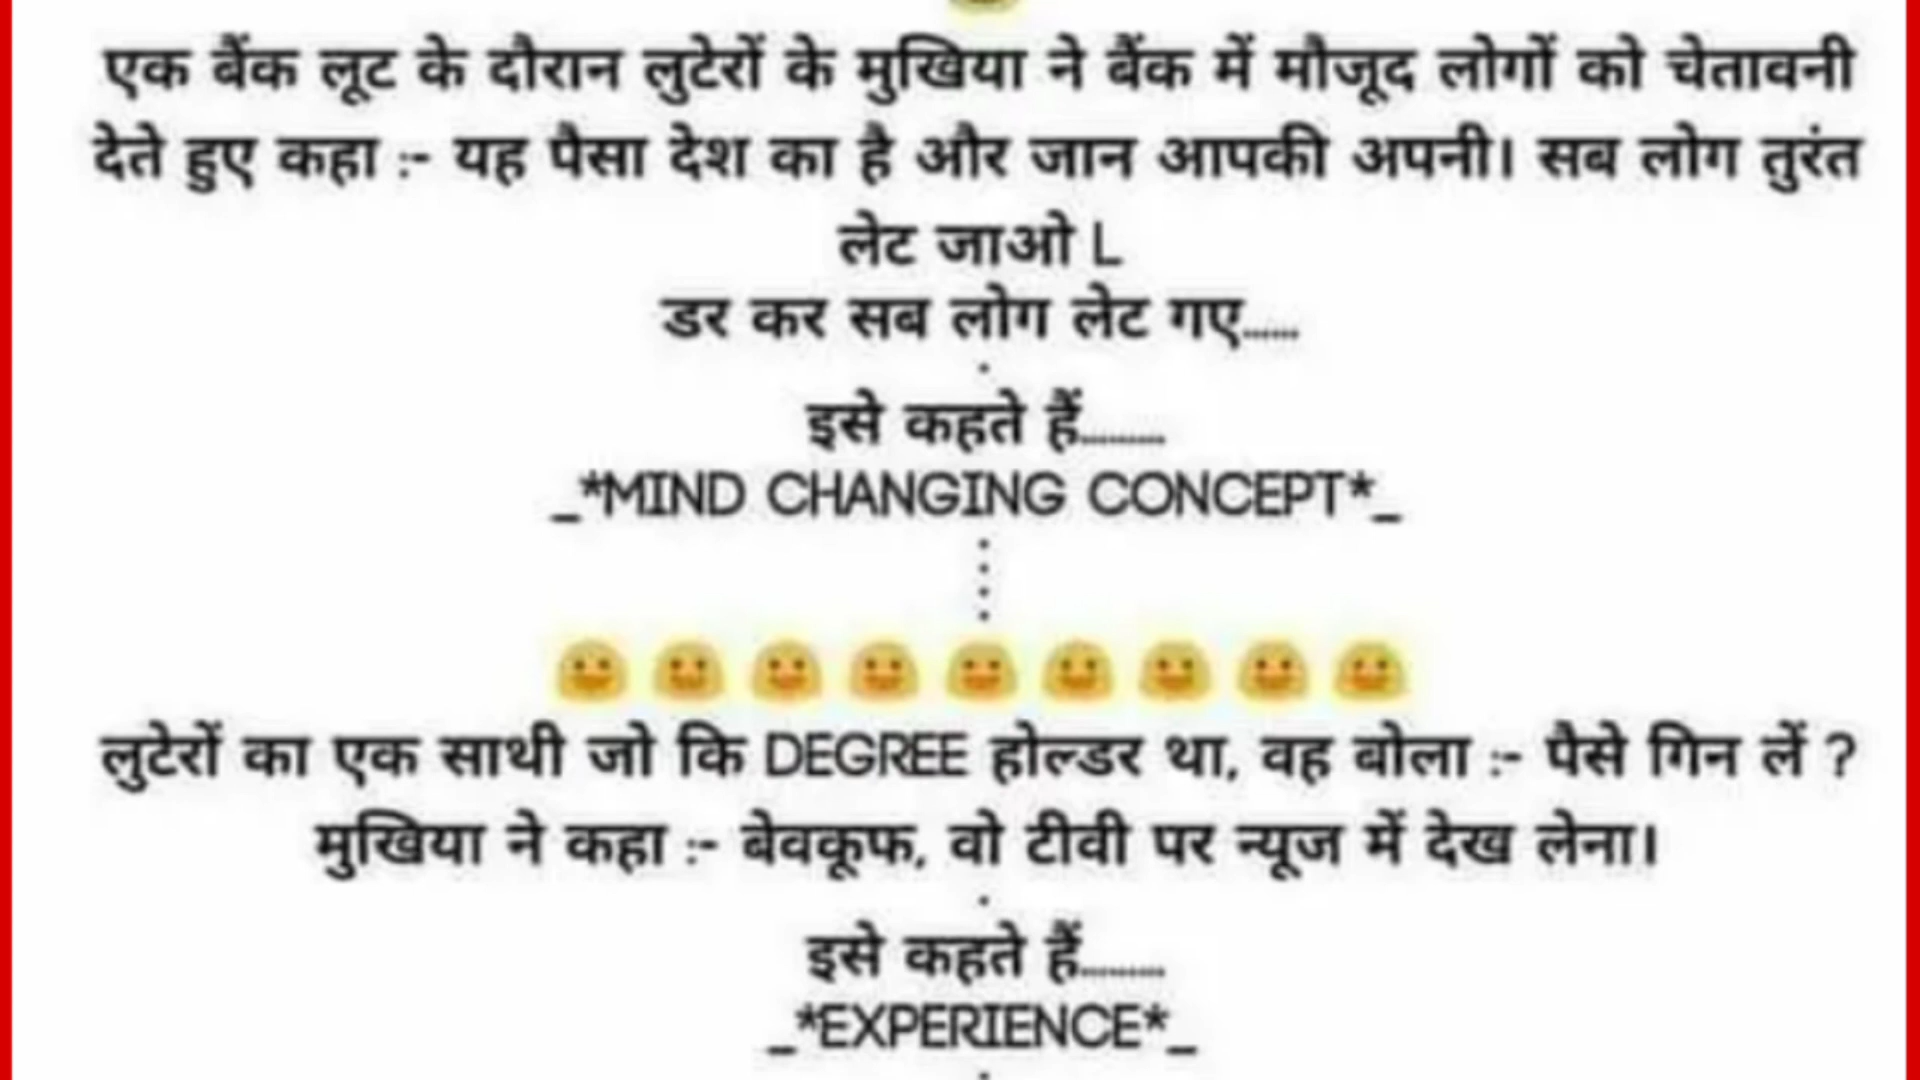 एक बैंक लूट के दौरान लुटेरों के मुखिया ने बैंक में मौजूद लोगों को चेतावनी
देते हुए कहा :- यह पैसा देश का है और जान आपकी अपनी। सब लोग तुरंत
लेट जाओ L
डर कर सब लोग लेट गए......
.
इसे कहते हैं.........
_*MIND CHANGING CONCEPT*_
.
.
.
.
लुटेरों का एक साथी जो कि DEGREE होल्डर था, वह बोला :- पैसे गिन लें ?
मुखिया ने कहा :- बेवकूफ, वो टीवी पर न्यूज में देख लेना।
.
इसे कहते हैं.........
_*EXPERIENCE*_
.